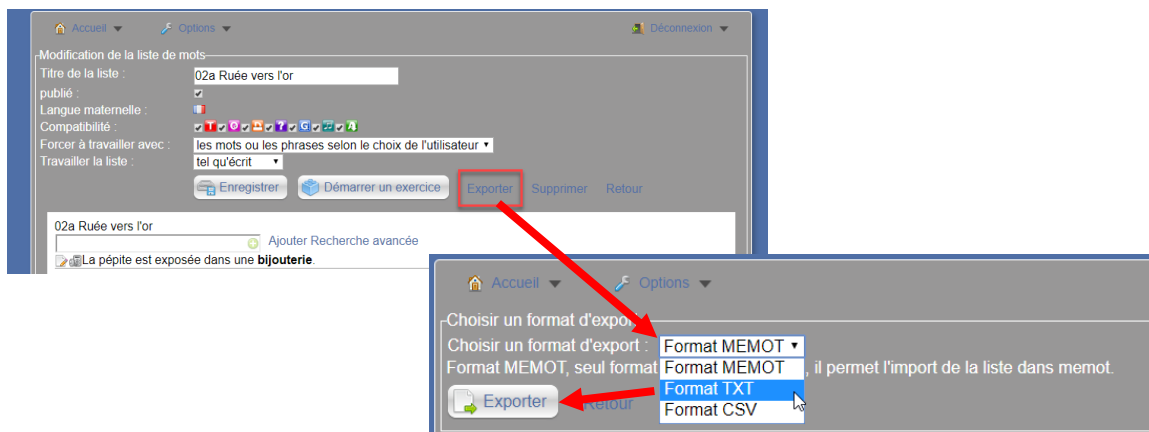 Accueil Options Déconnexion
Modification de la liste de mots
Titre de la liste : 02a Ruée vers l'or
publié :
Langue maternelle :
Compatibilité :
Forcer à travailler avec : les mots ou les phrases selon le choix de l'utilisateur
Travailler la liste : tel qu'écrit
Enregistrer Démarrer un exercice Exporter Supprimer Retour
02a Ruée vers l'or
Ajouter Recherche avancée
La pépite est exposée dans une bijouterie.
Accueil Options
Choisir un format d'export
Choisir un format d'export : Format MEMOT
Format MEMOT, seul format , il permet l'import de la liste dans memot.
Format MEMOT
Format TXT
Format CSV
Exporter Retour